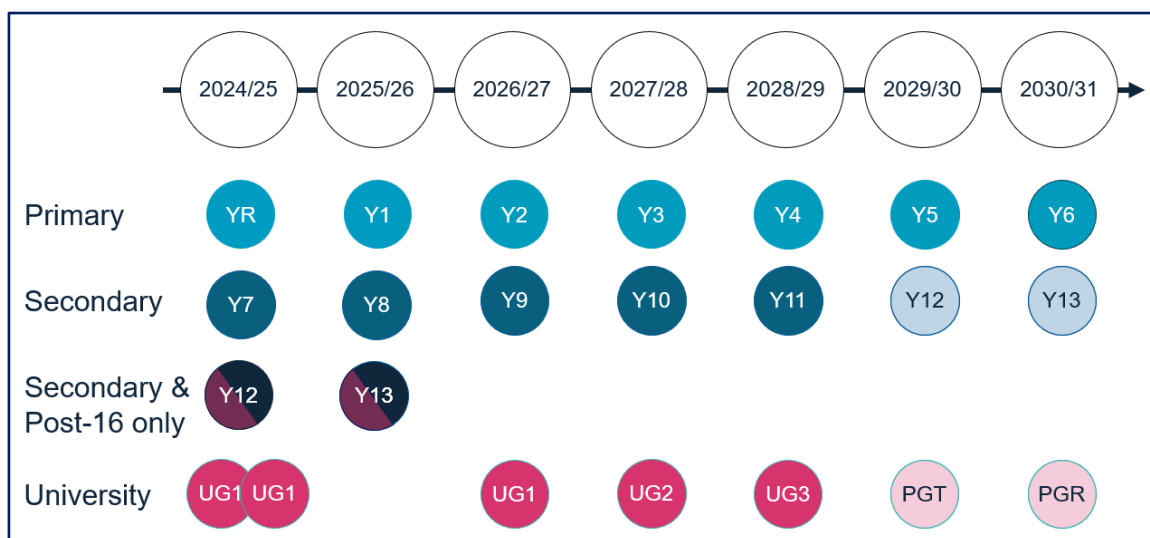 2024/25 2025/26 2026/27 2027/28 2028/29 2029/30 2030/31
Primary YR Y1 Y2 Y3 Y4 Y5 Y6
Secondary Y7 Y8 Y9 Y10 Y11 Y12 Y13
Secondary &
Post-16 only Y12 Y13
University UG1 UG1 UG1 UG2 UG3 PGT PGR